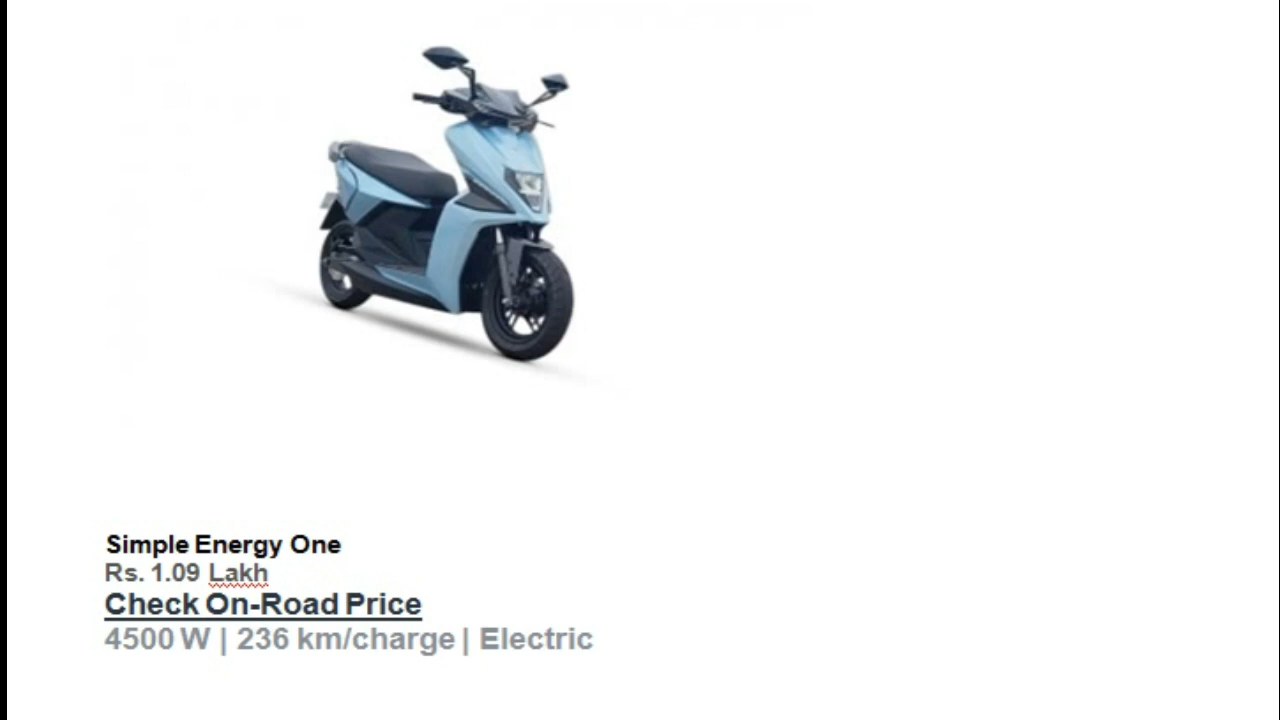 Simple Energy One
Rs. 1.09 Lakh
Check On-Road Price
4500 W | 236 km/charge | Electric